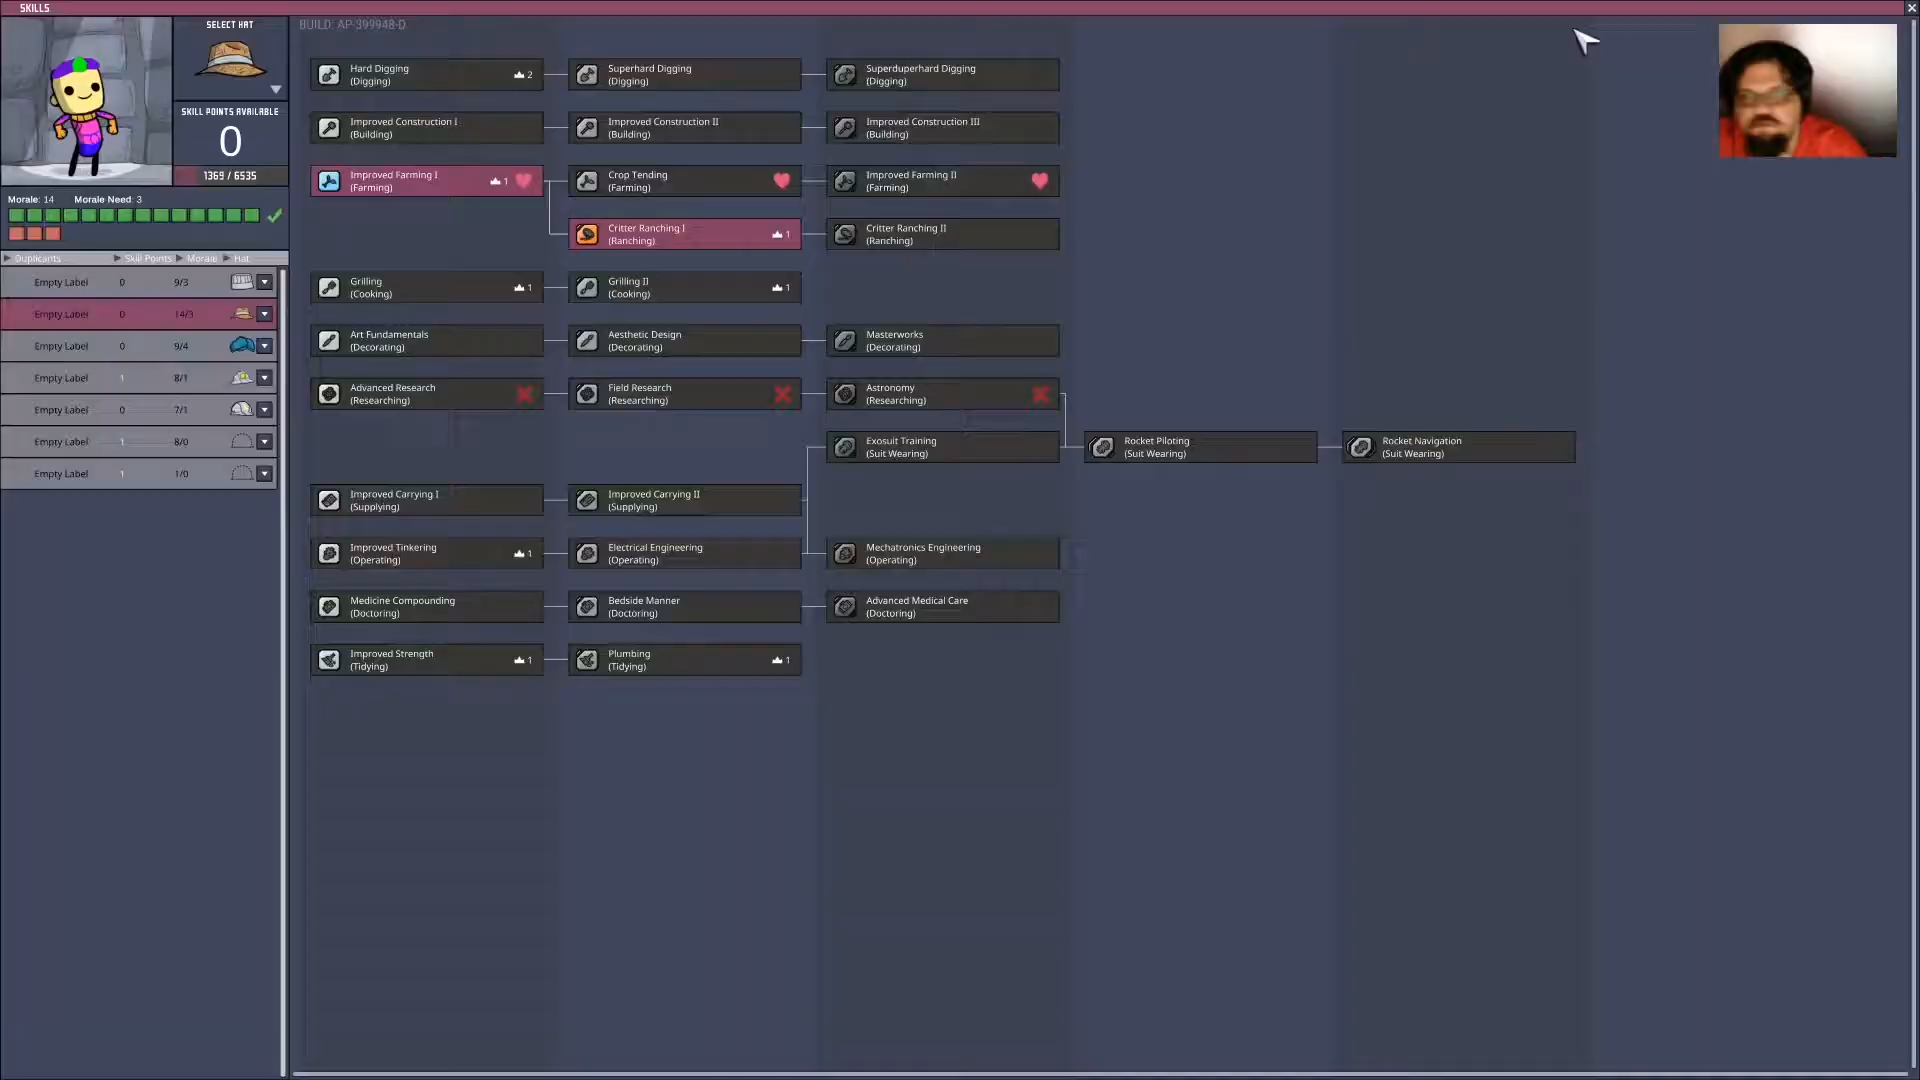 SKILLS
BUILD: AP-399948-D
SELECT HAT
SKILL POINTS AVAILABLE
0
1369 / 6535
Morale: 14 Morale Need: 3
Duplicants Skill Points Morale Hat
Empty Label 0 9/3
Empty Label 0 14/3
Empty Label 0 9/4
Empty Label 1 8/1
Empty Label 0 7/1
Empty Label 1 8/0
Empty Label 1 1/0
Hard Digging
(Digging)
2
Superhard Digging
(Digging)
Superduperhard Digging
(Digging)
Improved Construction I
(Building)
Improved Construction II
(Building)
Improved Construction III
(Building)
Improved Farming I
(Farming)
1
Crop Tending
(Farming)
Improved Farming II
(Farming)
Critter Ranching I
(Ranching)
1
Critter Ranching II
(Ranching)
Grilling
(Cooking)
1
Grilling II
(Cooking)
1
Art Fundamentals
(Decorating)
Aesthetic Design
(Decorating)
Masterworks
(Decorating)
Advanced Research
(Researching)
Field Research
(Researching)
Astronomy
(Researching)
Exosuit Training
(Suit Wearing)
Rocket Piloting
(Suit Wearing)
Rocket Navigation
(Suit Wearing)
Improved Carrying I
(Supplying)
Improved Carrying II
(Supplying)
Improved Tinkering
(Operating)
1
Electrical Engineering
(Operating)
Mechatronics Engineering
(Operating)
Medicine Compounding
(Doctoring)
Bedside Manner
(Doctoring)
Advanced Medical Care
(Doctoring)
Improved Strength
(Tidying)
1
Plumbing
(Tidying)
1